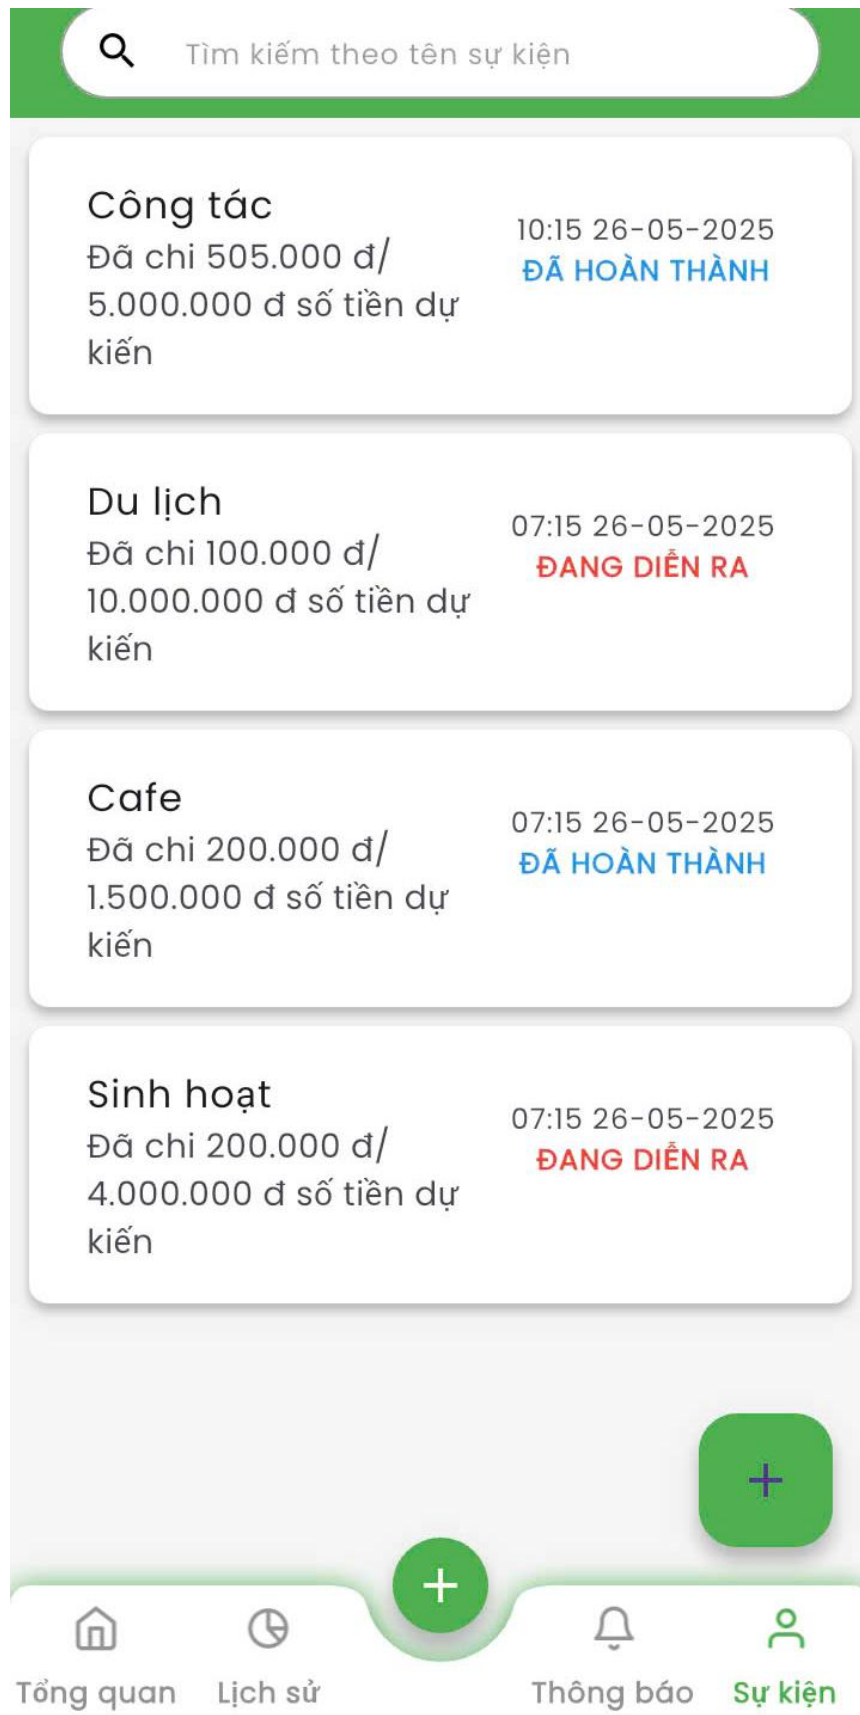 Tìm kiếm theo tên sự kiện
Công tác
Đã chi 505.000 đ/
5.000.000 đ số tiền dự
kiến
10:15 26-05-2025
ĐÃ HOÀN THÀNH
Du lịch
Đã chi 100.000 đ/
10.000.000 đ số tiền dự
kiến
07:15 26-05-2025
ĐANG DIỄN RA
Cafe
Đã chi 200.000 đ/
1.500.000 đ số tiền dự
kiến
07:15 26-05-2025
ĐÃ HOÀN THÀNH
Sinh hoạt
Đã chi 200.000 đ/
4.000.000 đ số tiền dự
kiến
07:15 26-05-2025
ĐANG DIỄN RA
Tổng quan
Lịch sử
Thông báo
Sự kiện